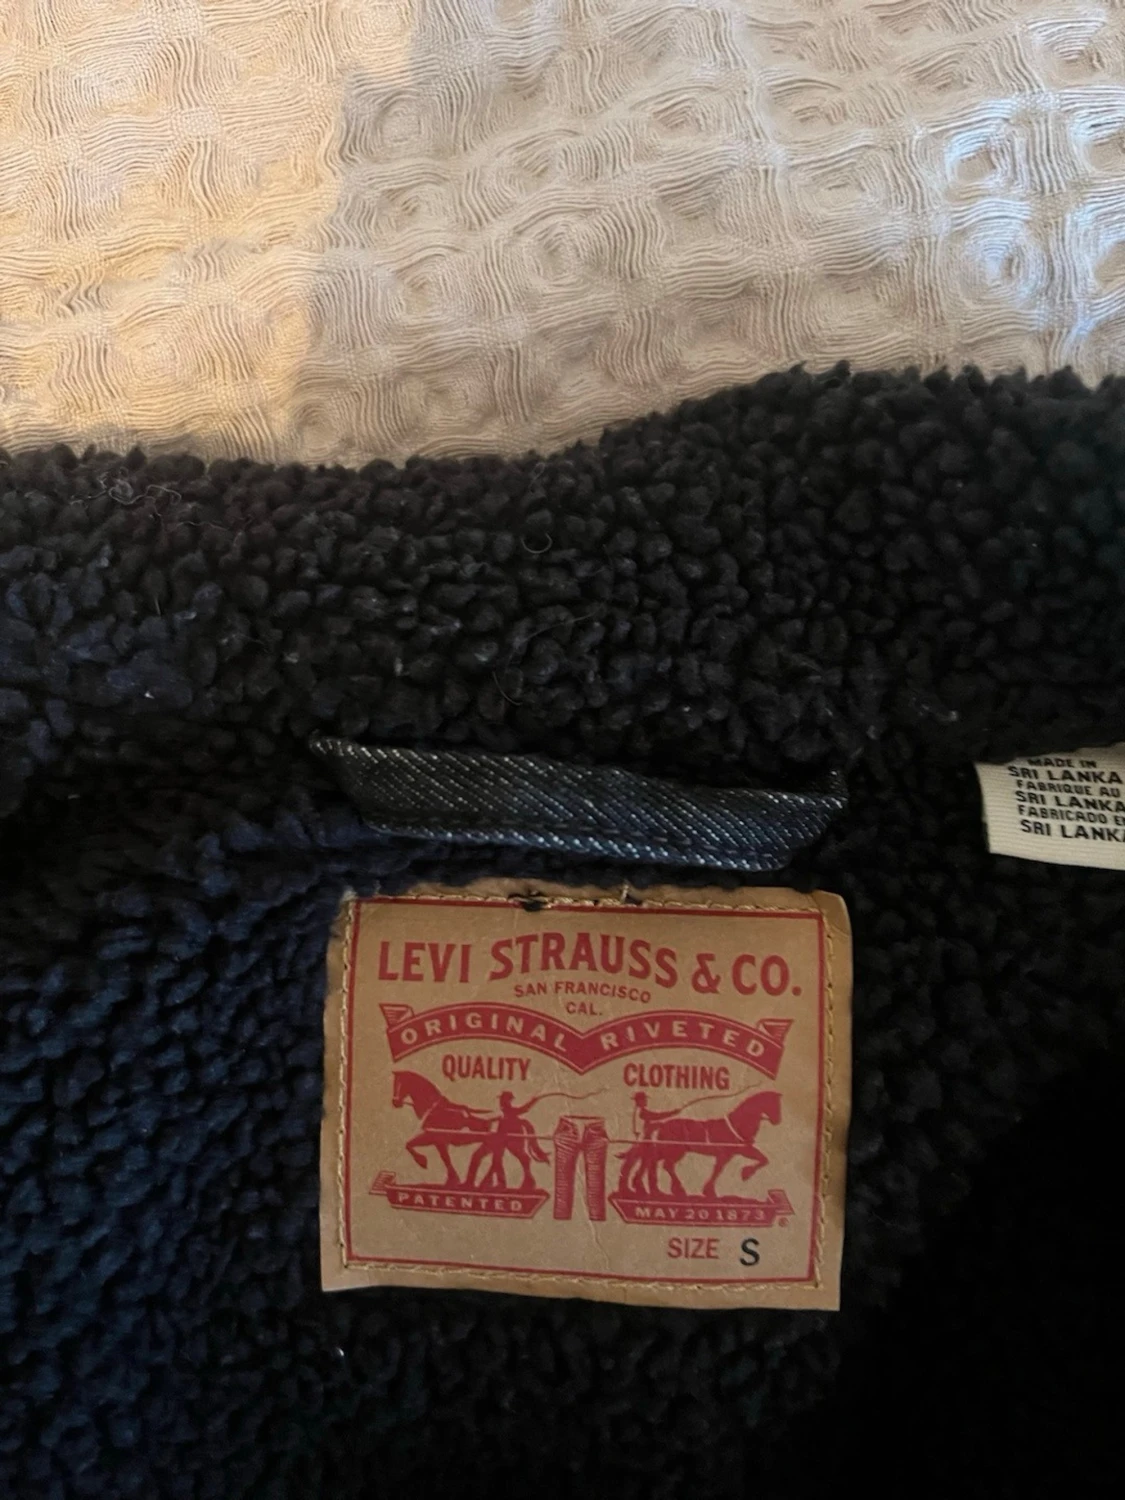 MADE IN
SRI LANKA
FABRIQUE AU
SRI LANKA
FABRICADO
SRI LANKA
LEVI STRAUSS & CO.
SAN FRANCISCO
CAL.
ORIGINAL RIVETED
QUALITY CLOTHING
PATENTED MAY 20 1873 ®
SIZE S